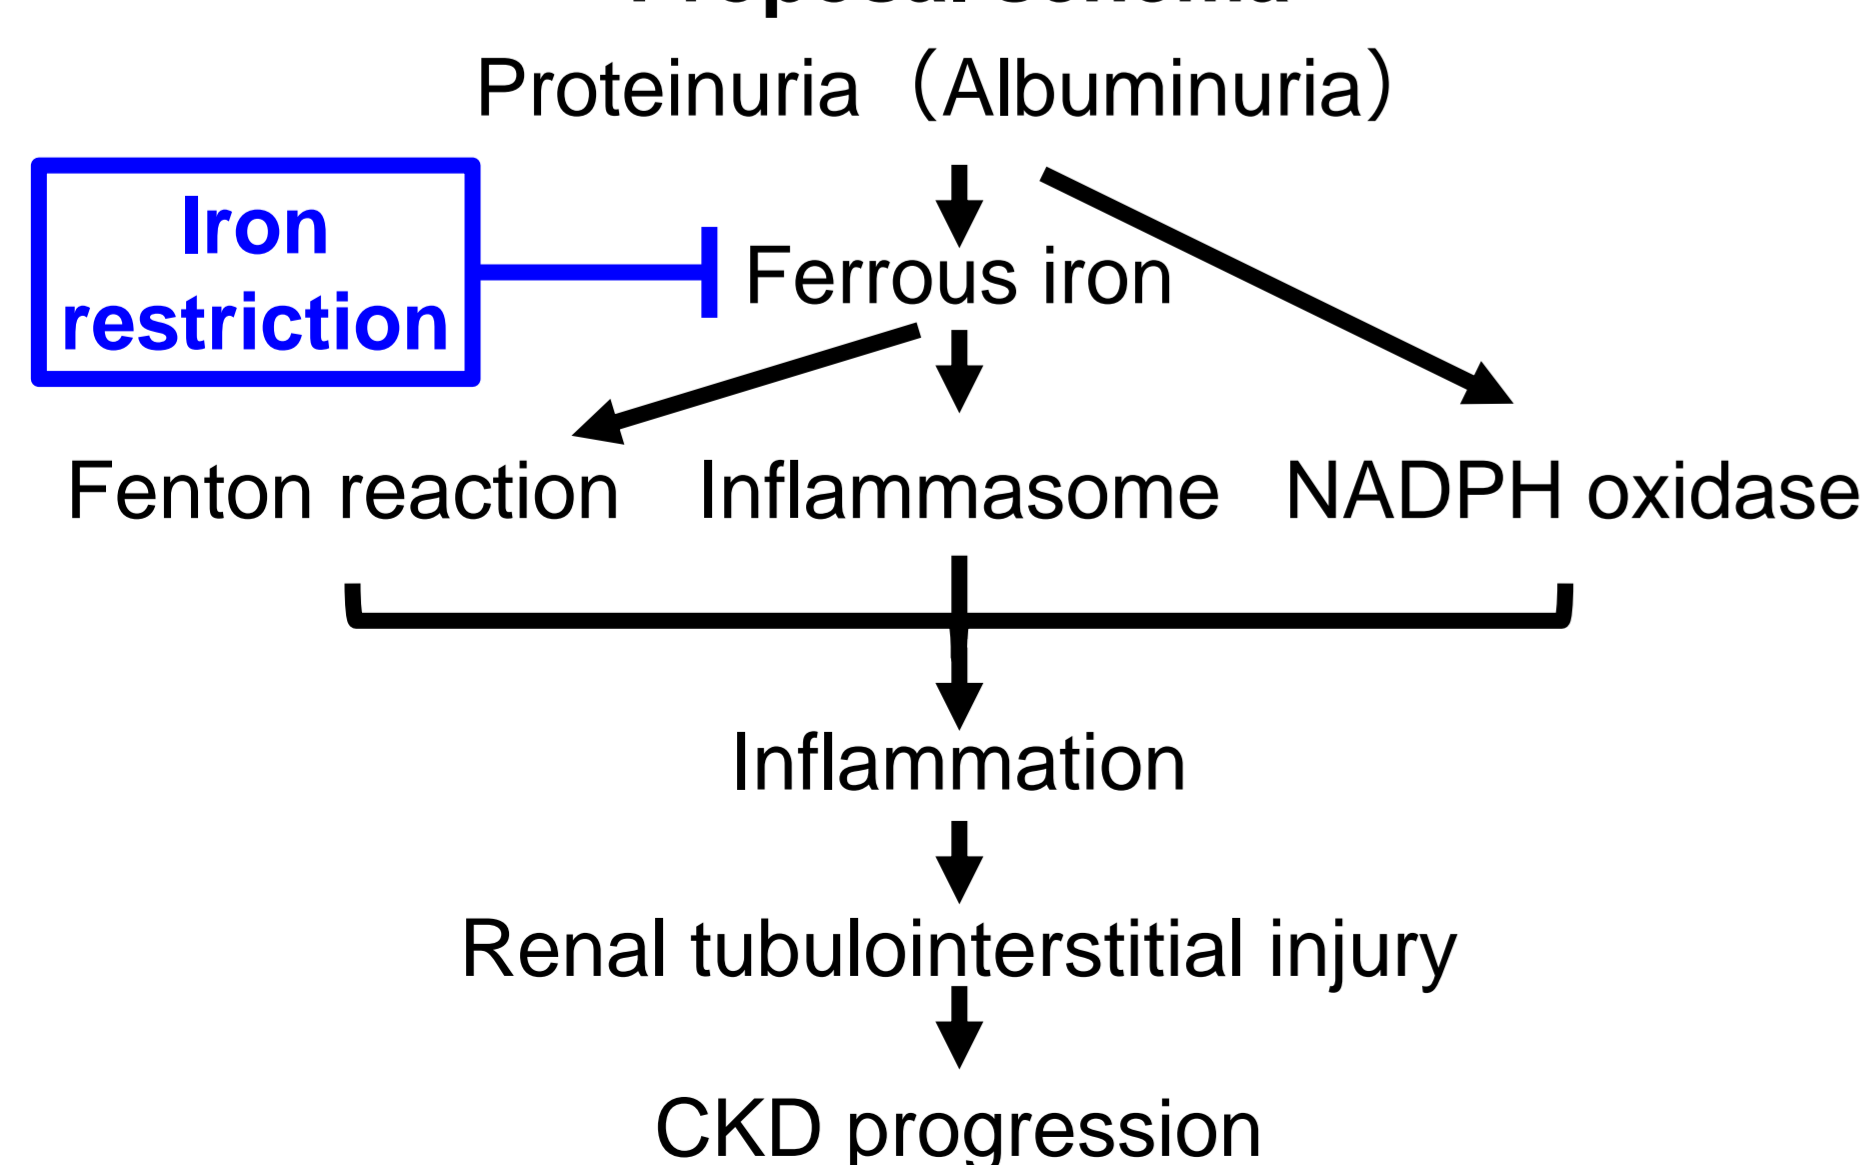 Proteinuria（Albuminuria）
Iron
restriction
Ferrous iron
Fenton reaction Inflammasome NADPH oxidase
Inflammation
Renal tubulointerstitial injury
CKD progression